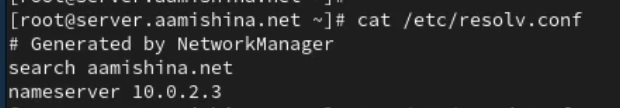 [root@server.aamishina.net ~]# cat /etc/resolv.conf
# Generated by NetworkManager
search aamishina.net
nameserver 10.0.2.3